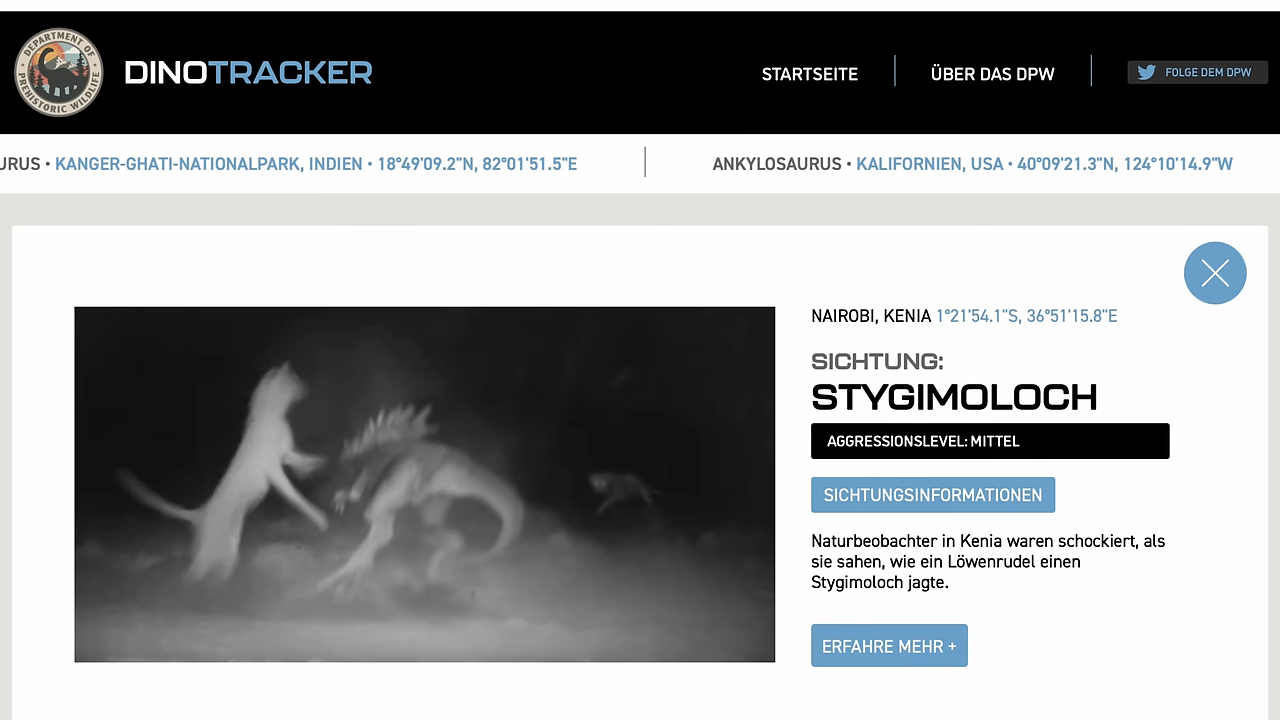 DEPARTMENT OF
PREHISTORIC WILDLIFE
DINOTRACKER
STARTSEITE
ÜBER DAS DPW
FOLGE DEM DPW
URUS • KANGER-GHATI-NATIONALPARK, INDIEN • 18°49'09.2"N, 82°01'51.5"E
ANKYLOSAURUS • KALIFORNIEN, USA • 40°09'21.3"N, 124°10'14.9"W
NAIROBI, KENIA 1°21'54.1"S, 36°51'15.8"E
SICHTUNG:
STYGIMOLOCH
AGGRESSIONSLEVEL: MITTEL
SICHTUNGSINFORMATIONEN
Naturbeobachter in Kenia waren schockiert, als
sie sahen, wie ein Löwenrudel einen
Stygimoloch jagte.
ERFAHRE MEHR +